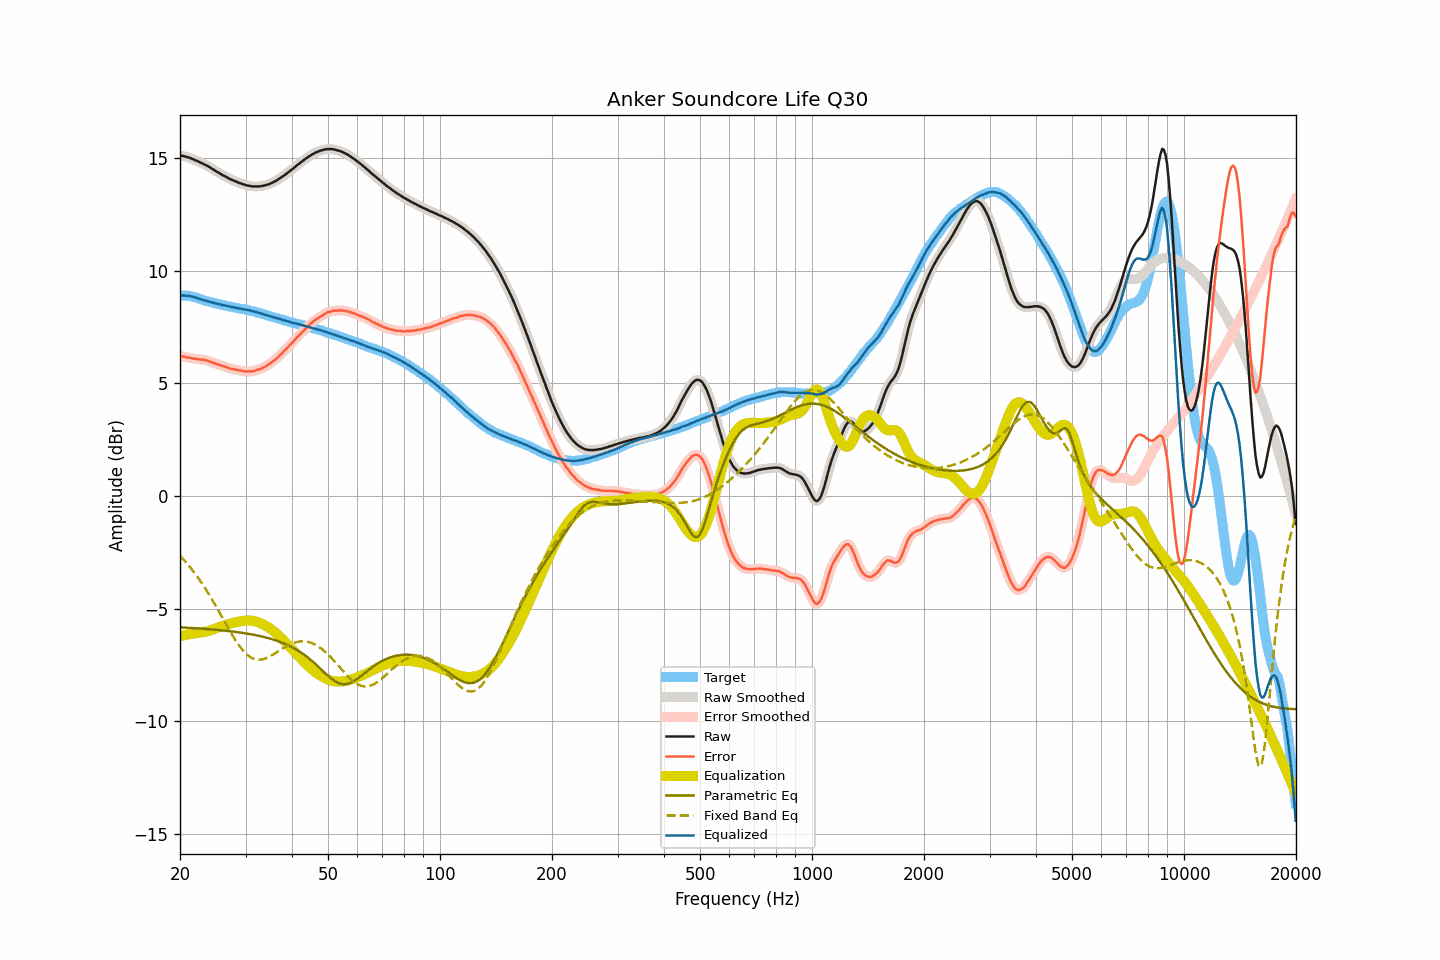 Anker Soundcore Life Q30
Amplitude (dBr)
15
10
5
0
−5
−10
−15
Target
Raw Smoothed
Error Smoothed
Raw
Error
Equalization
Parametric Eq
Fixed Band Eq
Equalized
20 50 100 200 500 1000 2000 5000 10000 20000
Frequency (Hz)